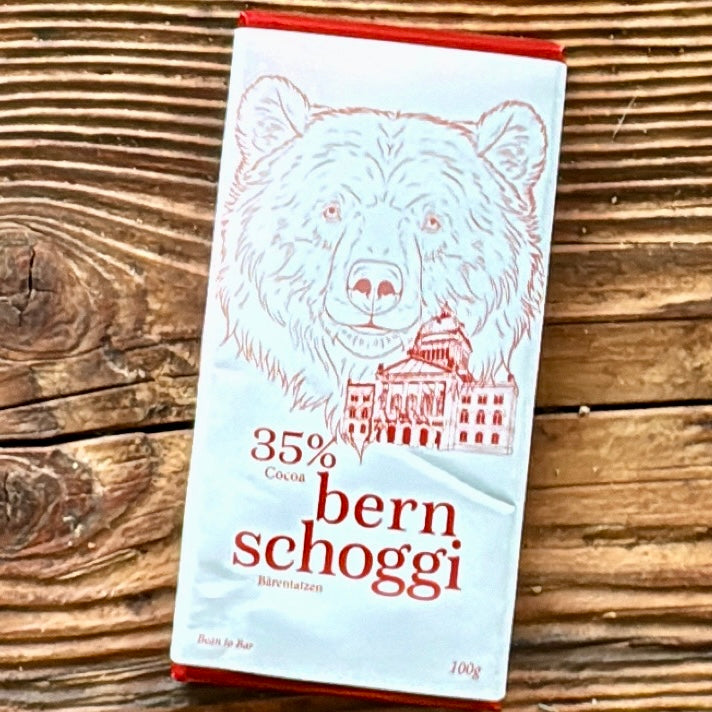 35%
Cocoa
bern
schoggi
Bärentatzen
Bean to Bar
100g